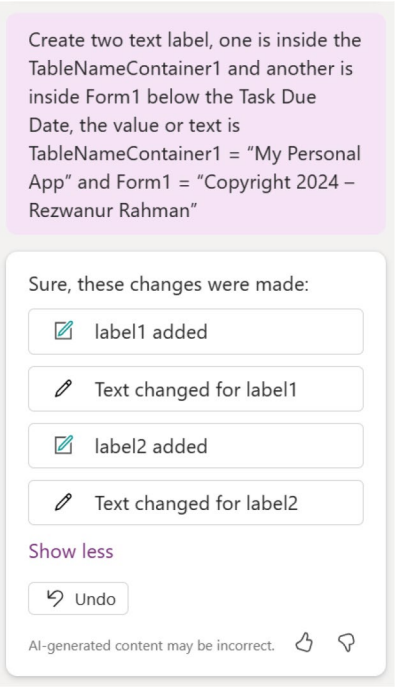 Create two text label, one is inside the
TableNameContainer1 and another is
inside Form1 below the Task Due
Date, the value or text is
TableNameContainer1 = “My Personal
App” and Form1 = “Copyright 2024 –
Rezwanur Rahman”
Sure, these changes were made:
label1 added
Text changed for label1
label2 added
Text changed for label2
Show less
Undo
AI-generated content may be incorrect.